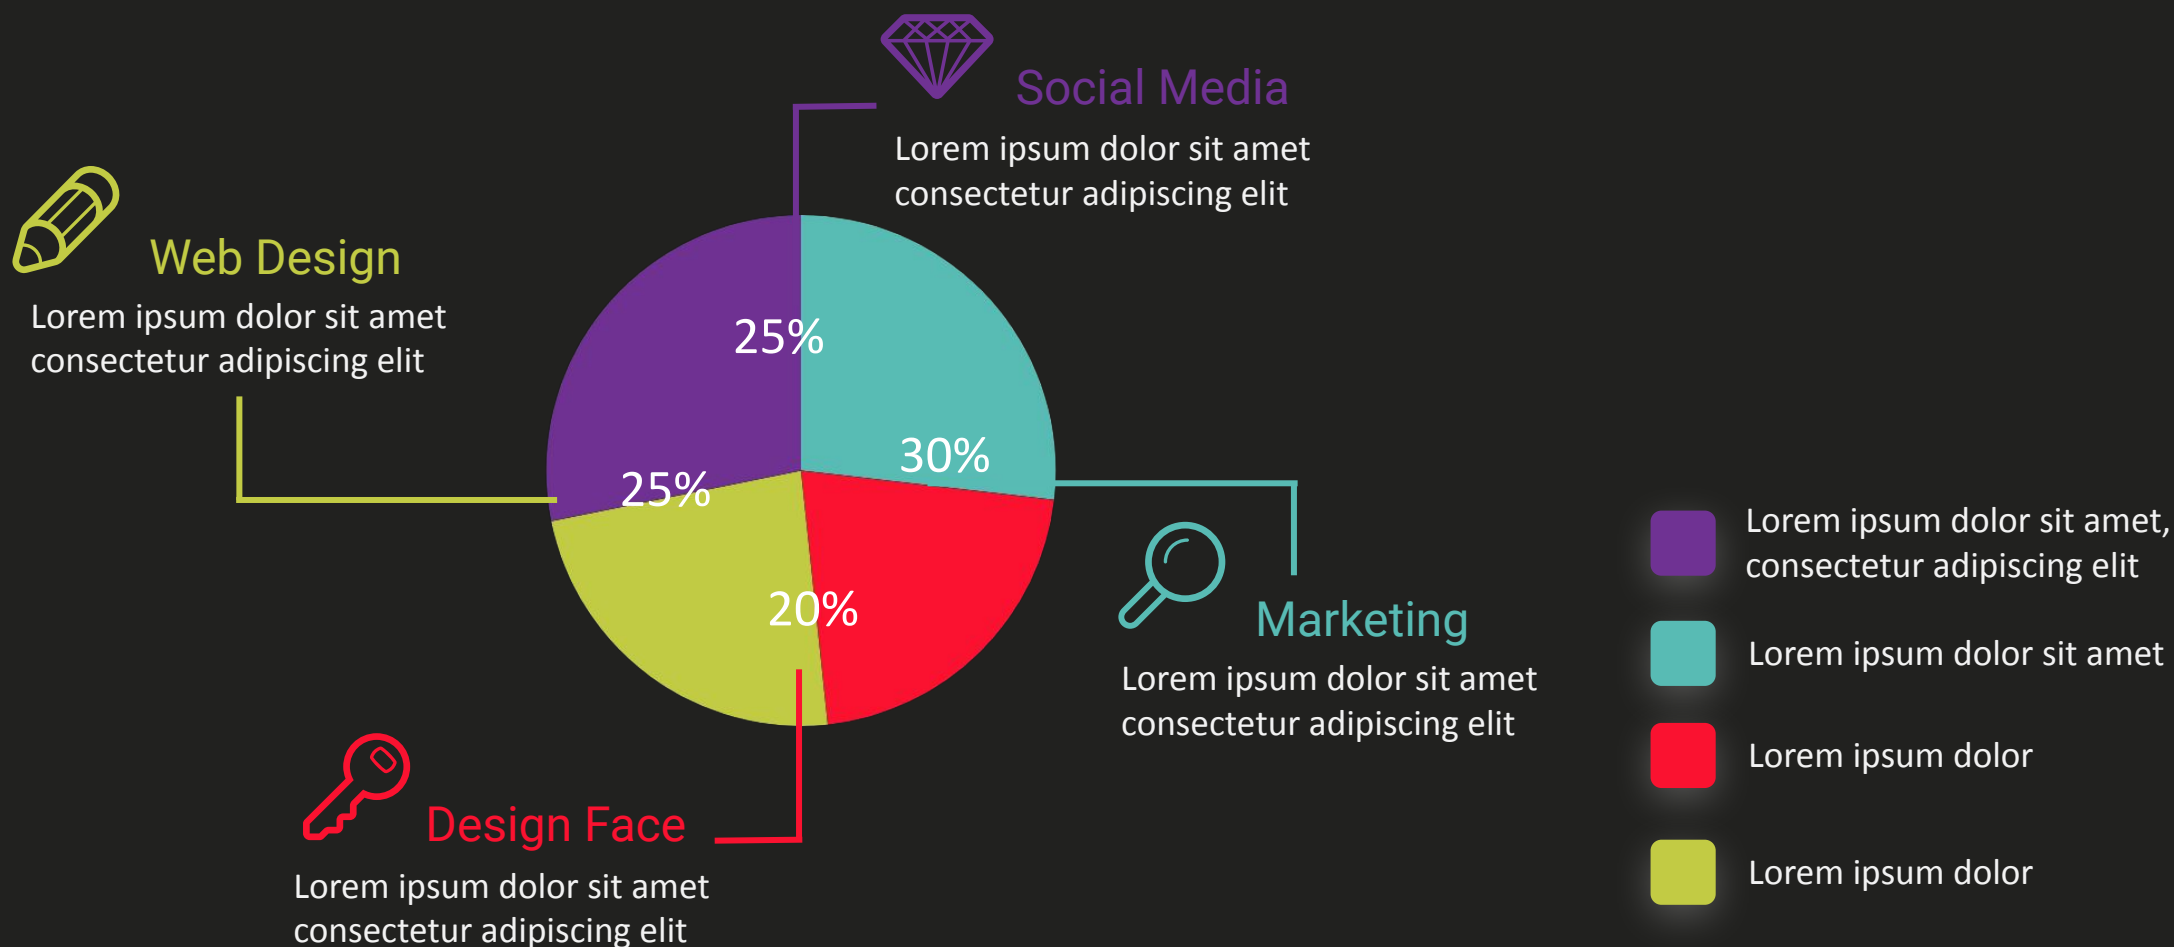 Social Media
Lorem ipsum dolor sit amet
consectetur adipiscing elit
Web Design
Lorem ipsum dolor sit amet
consectetur adipiscing elit
25%
30%
25%
20%
Marketing
Lorem ipsum dolor sit amet
consectetur adipiscing elit
Design Face
Lorem ipsum dolor sit amet
consectetur adipiscing elit
Lorem ipsum dolor sit amet,
consectetur adipiscing elit
Lorem ipsum dolor sit amet
Lorem ipsum dolor
Lorem ipsum dolor